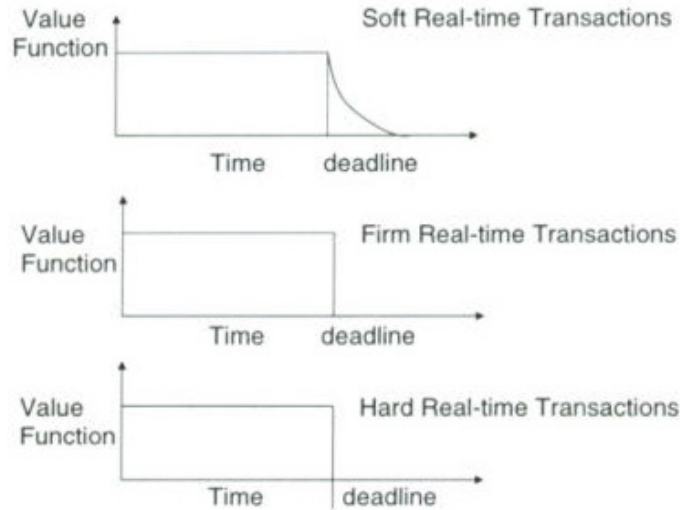 Value
Function
Soft Real-time Transactions
Time deadline
Value
Function
Firm Real-time Transactions
Time deadline
Value
Function
Hard Real-time Transactions
Time deadline